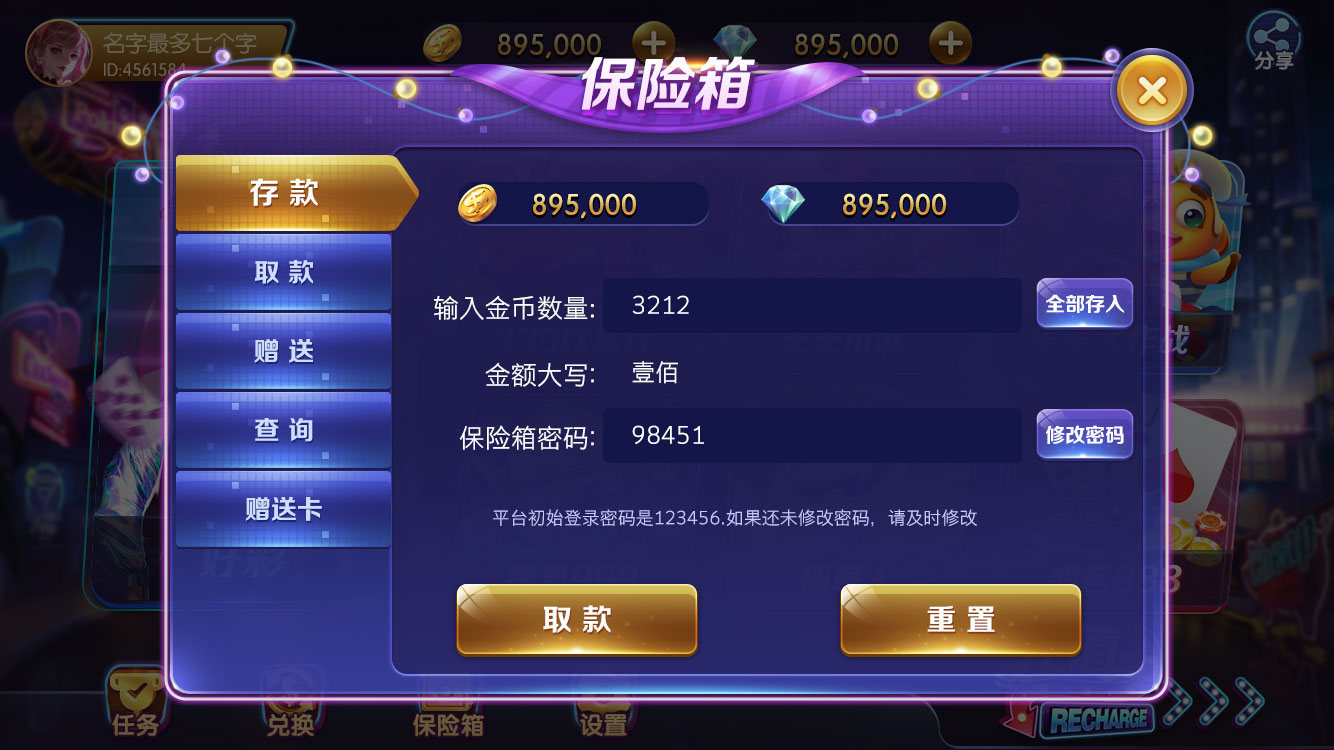 名字最多七个字
ID:4561584
895,000
895,000
分享
保险箱
存款
895,000
895,000
取款
输入金币数量: 3212 全部存入
赠送
金额大写: 壹佰
查询
保险箱密码: 98451 修改密码
赠送卡
平台初始登录密码是123456.如果还未修改密码，请及时修改
取款 重置
任务 兑换 保险箱 设置 RECHARGE